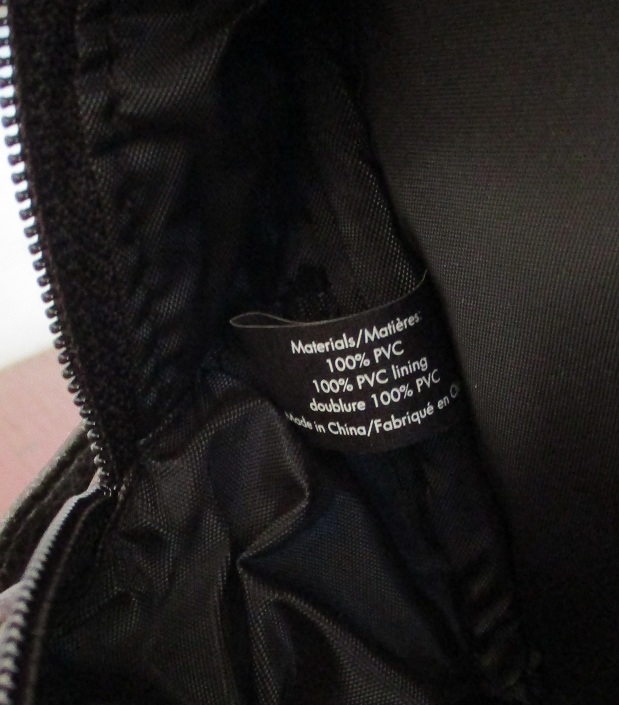 Materials/Matières:
100% PVC
100% PVC lining
doublure 100% PVC
Made in China/Fabriqué en